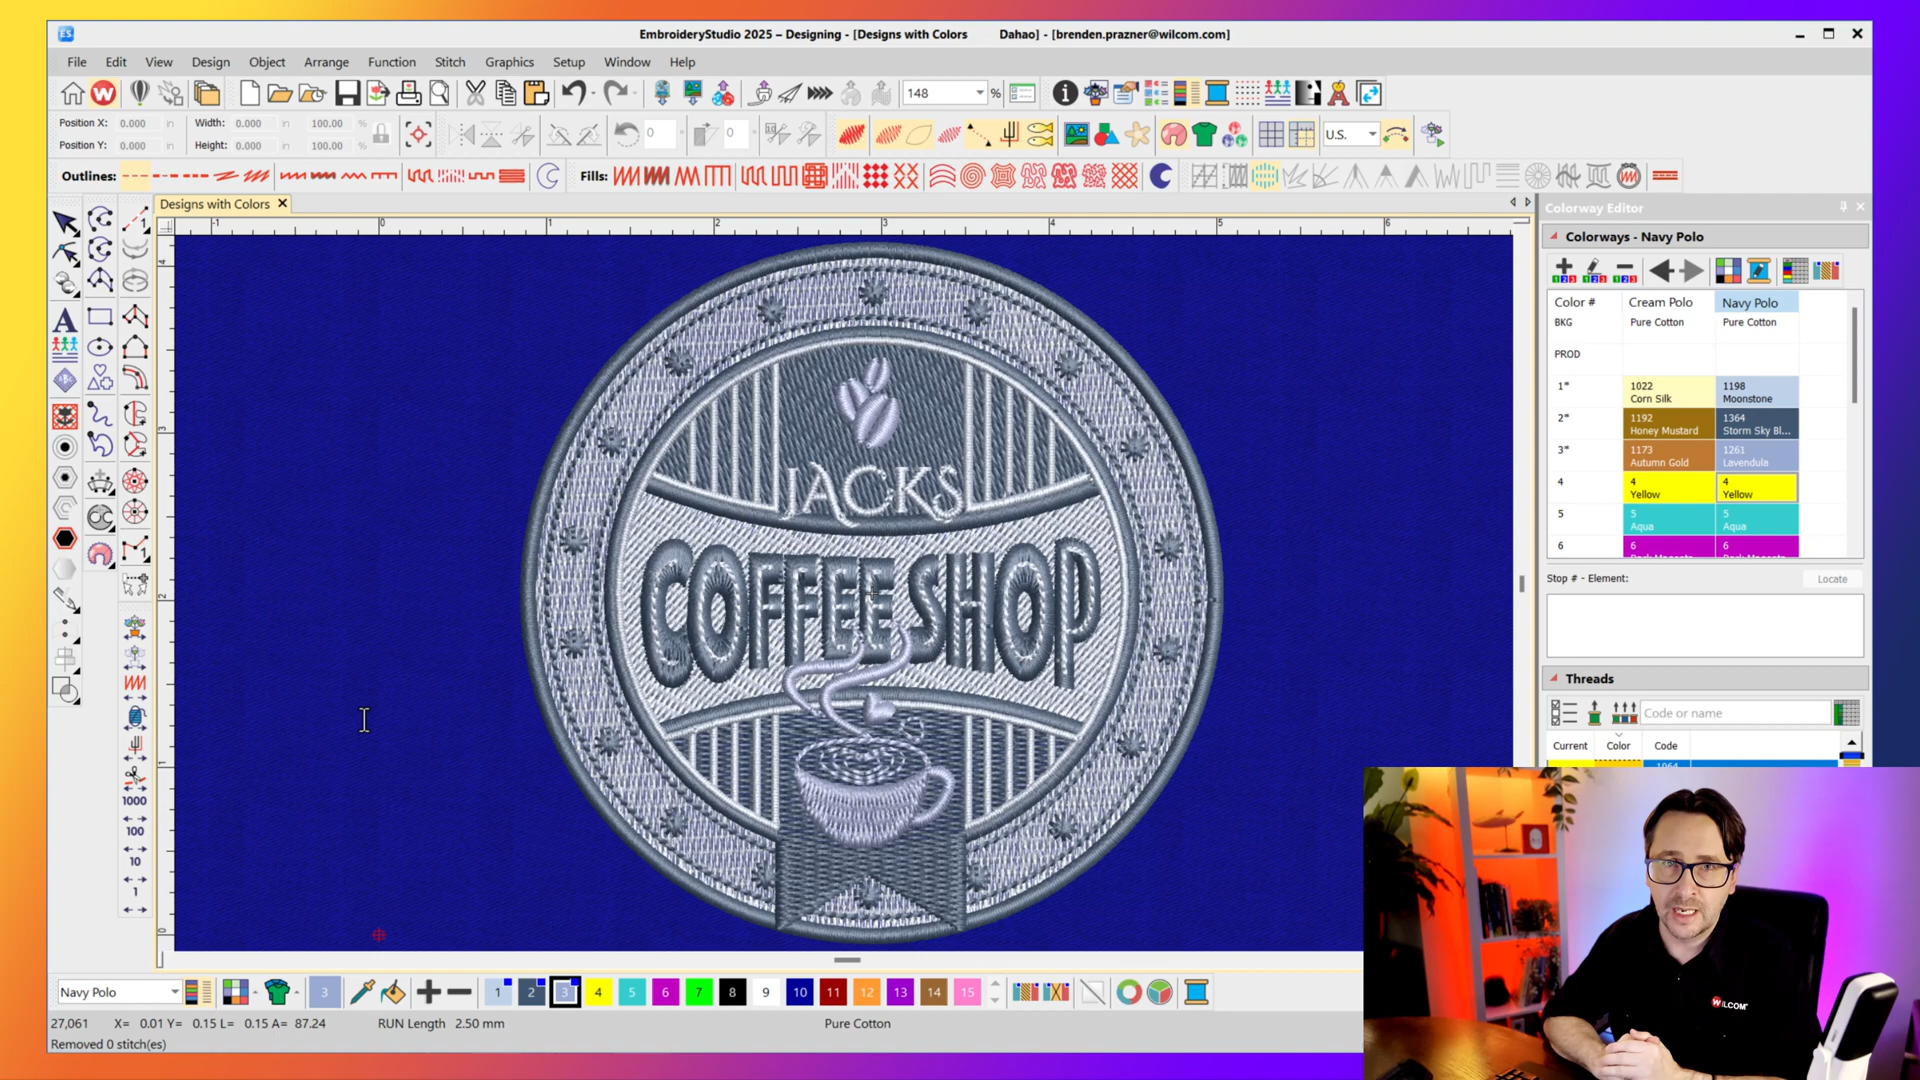 EmbroideryStudio 2025 – Designing - [Designs with Colors Dahao] - [brenden.prazner@wilcom.com]
File Edit View Design Object Arrange Function Stitch Graphics Setup Window Help
148 %
Position X: 0.000 in Width: 0.000 in 100.00 %
Position Y: 0.000 in Height: 0.000 in 100.00 %
0 0 U.S.
Outlines: Fills:
Designs with Colors
Colorway Editor
Colorways - Navy Polo
Color # Cream Polo Navy Polo
BKG Pure Cotton Pure Cotton
PROD
1* 1022 Corn Silk 1198 Moonstone
2* 1192 Honey Mustard 1364 Storm Sky Bl...
3* 1173 Autumn Gold 1261 Lavendula
4 4 Yellow 4 Yellow
5 5 Aqua 5 Aqua
6 6 6
Stop # - Element: Locate
Threads
Code or name
Current Color Code
JACKS
COFFEE SHOP
1000
100
10
1
Navy Polo 3 1 2 3 4 5 6 7 8 9 10 11 12 13 14 15
27,061 X= 0.01 Y= 0.15 L= 0.15 A= 87.24 RUN Length 2.50 mm Pure Cotton
Removed 0 stitch(es)
WILCOM